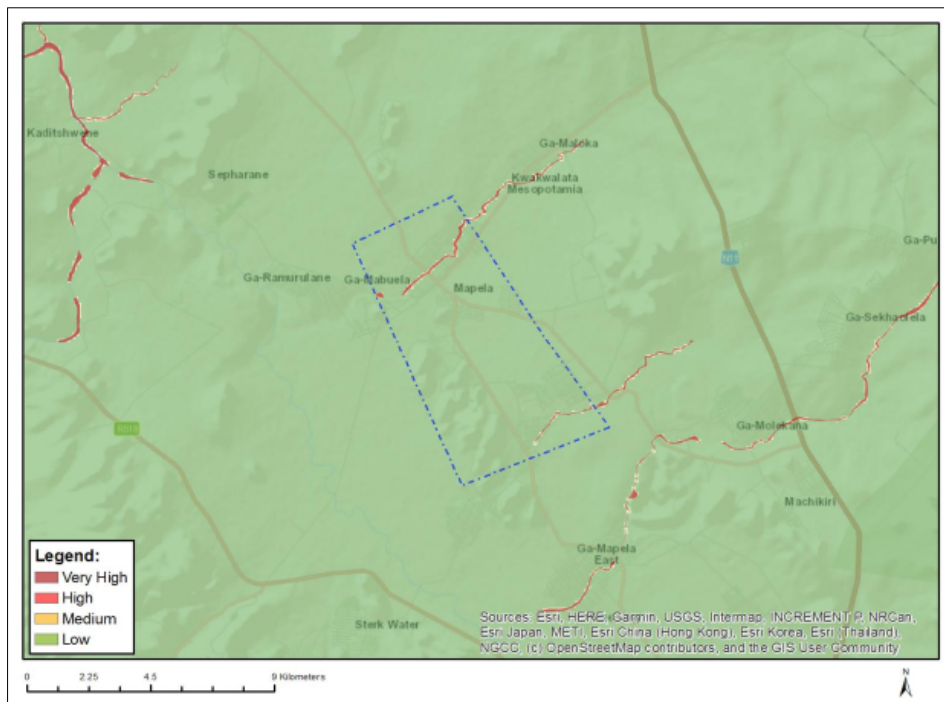 Ga-Maloka
Kaditshwene
Sepharane
Kwakwalata
Mesopotamia
Ga-Pu
N11
Ga-Ramurulane
Ga-Mabuela
Mapela
Ga-Sekhaolela
R518
Ga-Molekana
Machikiri
Ga-Mapela
East
Sterk Water
Legend:
Very High
High
Medium
Low
Sources: Esri, HERE, Garmin, USGS, Intermap, INCREMENT P, NRCan,
Esri Japan, METI, Esri China (Hong Kong), Esri Korea, Esri (Thailand),
NGCC, (c) OpenStreetMap contributors, and the GIS User Community
0 2.25 4.5 9 Kilometers
N